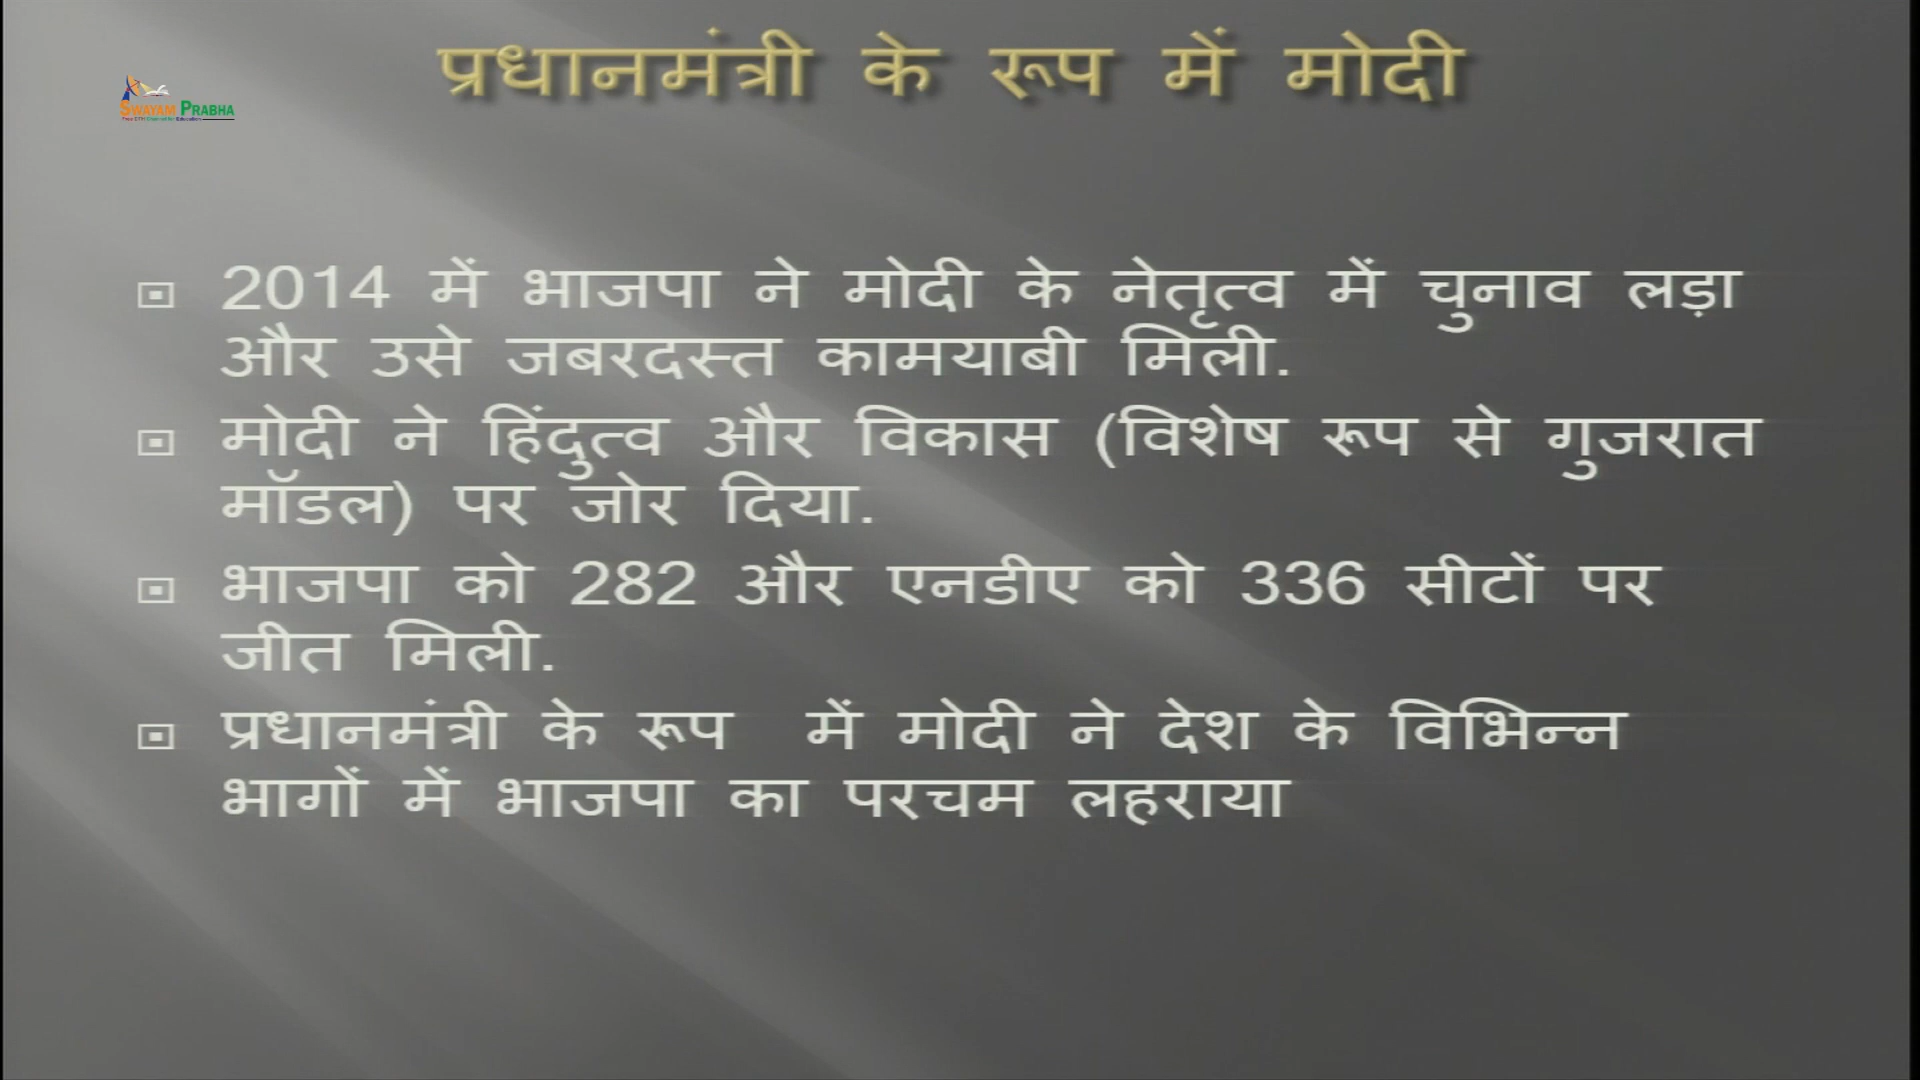 प्रधानमंत्री के रूप में मोदी
SWAYAM PRABHA
2014 में भाजपा ने मोदी के नेतृत्व में चुनाव लड़ा
और उसे जबरदस्त कामयाबी मिली.
मोदी ने हिंदुत्व और विकास (विशेष रूप से गुजरात
मॉडल) पर जोर दिया.
भाजपा को 282 और एनडीए को 336 सीटों पर
जीत मिली.
प्रधानमंत्री के रूप में मोदी ने देश के विभिन्न
भागों में भाजपा का परचम लहराया